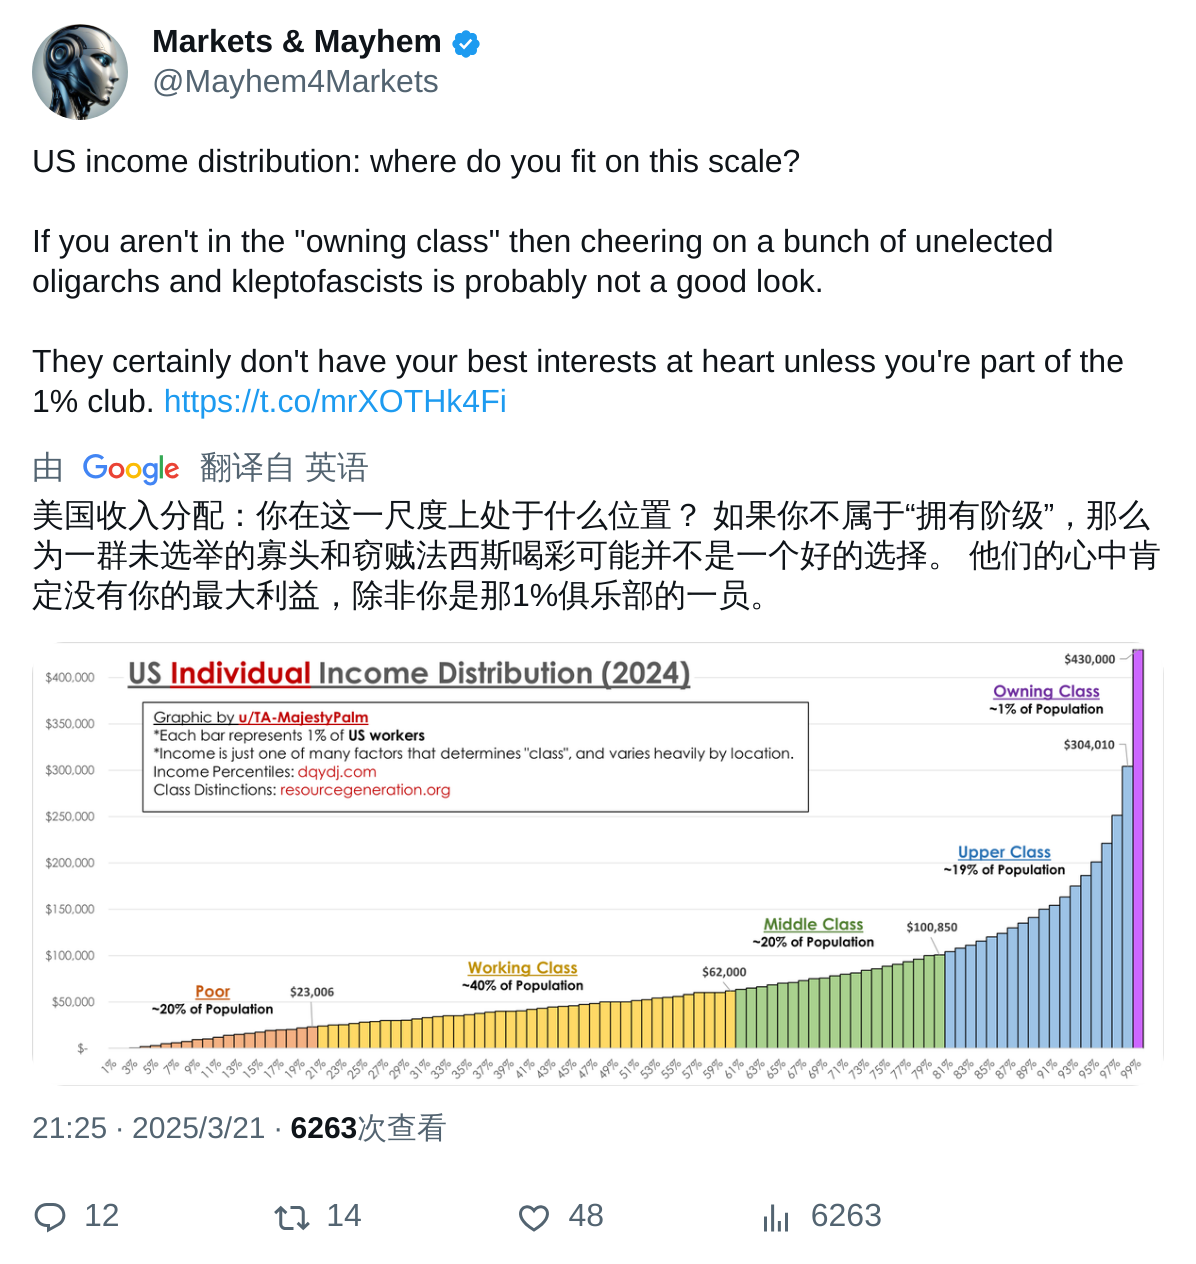 Markets & Mayhem
@Mayhem4Markets
US income distribution: where do you fit on this scale?
If you aren't in the "owning class" then cheering on a bunch of unelected
oligarchs and kleptofascists is probably not a good look.
They certainly don't have your best interests at heart unless you're part of the
1% club. https://t.co/mrXOTHk4Fi
由 Google 翻译自 英语
美国收入分配：你在这一尺度上处于什么位置？ 如果你不属于“拥有阶级”，那么
为一群未选举的寡头和窃贼法西斯喝彩可能并不是一个好的选择。 他们的心中肯
定没有你的最大利益，除非你是那1%俱乐部的一员。
US Individual Income Distribution (2024)
Graphic by u/TA-MajestyPalm
*Each bar represents 1% of US workers
*Income is just one of many factors that determines "class", and varies heavily by location.
Income Percentiles: dqydj.com
Class Distinctions: resourcegeneration.org
$400,000
$350,000
$300,000
$250,000
$200,000
$150,000
$100,000
$50,000
$-
Poor
~20% of Population
$23,006
Working Class
~40% of Population
$62,000
Middle Class
~20% of Population
$100,850
Upper Class
~19% of Population
$304,010
Owning Class
~1% of Population
$430,000
1% 3% 5% 7% 9% 11% 13% 15% 17% 19% 21% 23% 25% 27% 29% 31% 33% 35% 37% 39% 41% 43% 45% 47% 49% 51% 53% 55% 57% 59% 61% 63% 65% 67% 69% 71% 73% 75% 77% 79% 81% 83% 85% 87% 89% 91% 93% 95% 97% 99%
21:25 · 2025/3/21 · 6263次查看
12 14 48 6263